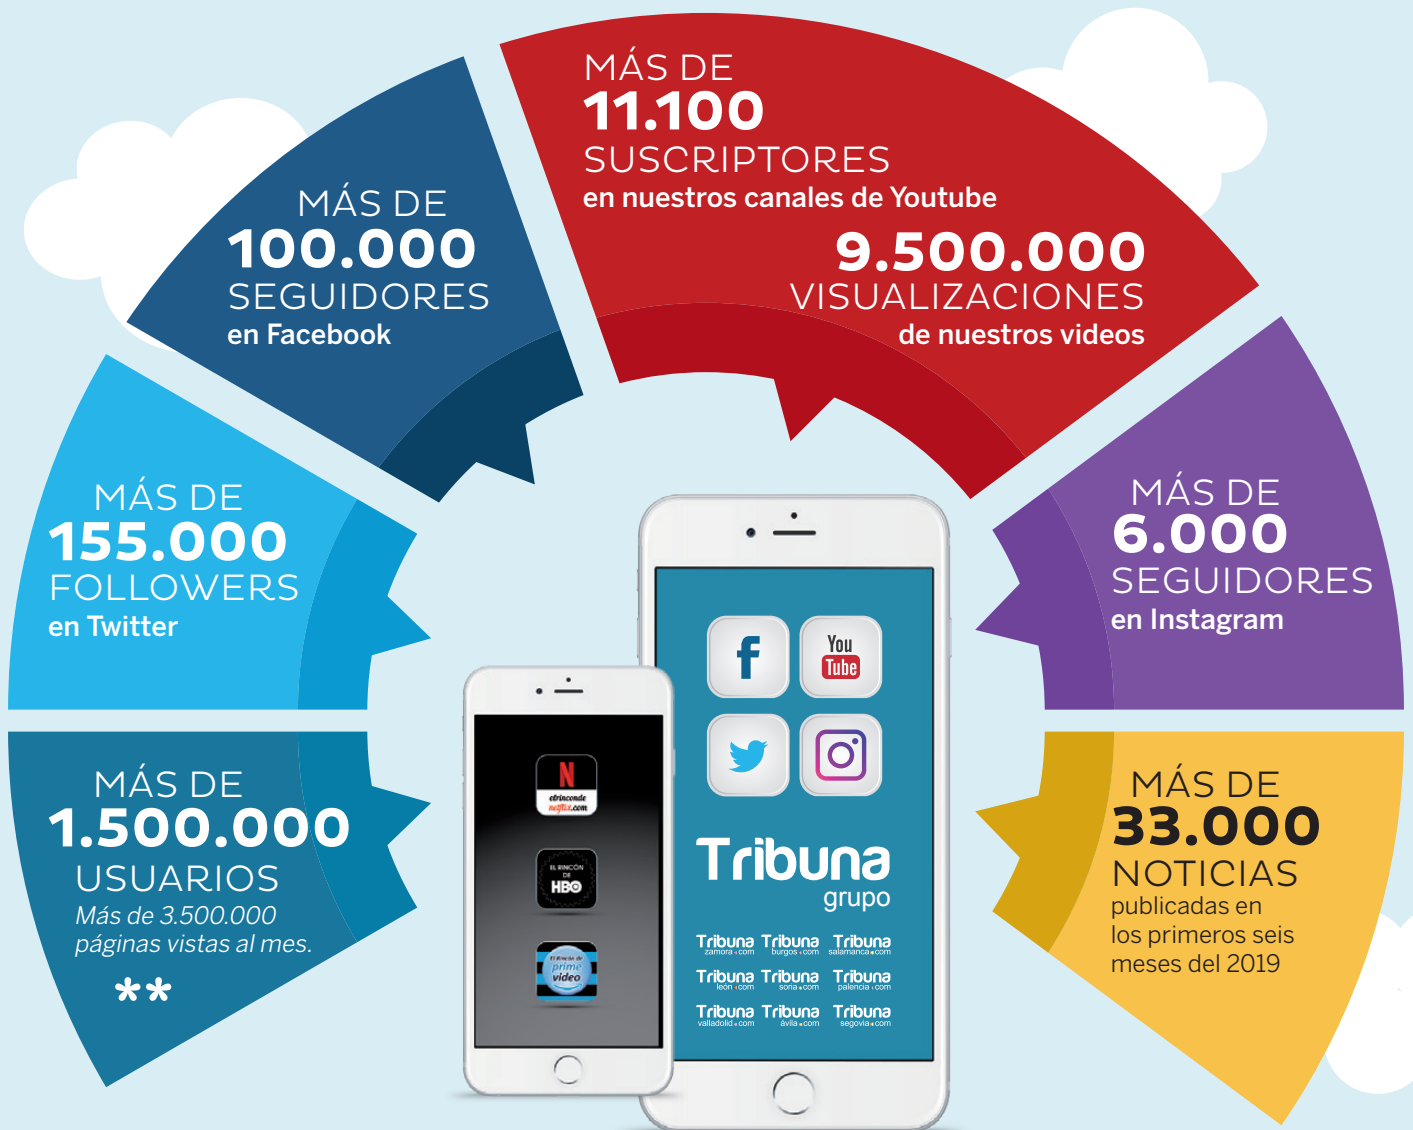 MÁS DE
11.100
SUSCRIPTORES
en nuestros canales de Youtube
9.500.000
VISUALIZACIONES
de nuestros videos
MÁS DE
100.000
SEGUIDORES
en Facebook
MÁS DE
155.000
FOLLOWERS
en Twitter
MÁS DE
1.500.000
USUARIOS
Más de 3.500.000
páginas vistas al mes.
**
MÁS DE
6.000
SEGUIDORES
en Instagram
MÁS DE
33.000
NOTICIAS
publicadas en
los primeros seis
meses del 2019
f
You
Tube
Tribuna
grupo
Tribuna Tribuna Tribuna
zamora.com burgos.com salamanca.com
Tribuna Tribuna Tribuna
león.com soria.com palencia.com
Tribuna Tribuna Tribuna
valladolid.com ávila.com segovia.com
N
elrinconde
netflix.com
EL RINCÓN
DE
HBO
El Rincón de
prime
video